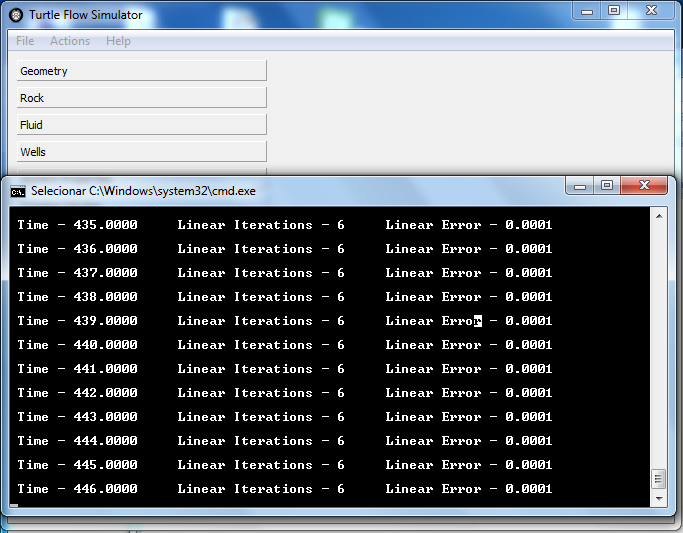 Turtle Flow Simulator
File Actions Help
Geometry
Rock
Fluid
Wells
C:\. Selecionar C:\Windows\system32\cmd.exe
Time - 435.0000 Linear Iterations - 6 Linear Error - 0.0001
Time - 436.0000 Linear Iterations - 6 Linear Error - 0.0001
Time - 437.0000 Linear Iterations - 6 Linear Error - 0.0001
Time - 438.0000 Linear Iterations - 6 Linear Error - 0.0001
Time - 439.0000 Linear Iterations - 6 Linear Error - 0.0001
Time - 440.0000 Linear Iterations - 6 Linear Error - 0.0001
Time - 441.0000 Linear Iterations - 6 Linear Error - 0.0001
Time - 442.0000 Linear Iterations - 6 Linear Error - 0.0001
Time - 443.0000 Linear Iterations - 6 Linear Error - 0.0001
Time - 444.0000 Linear Iterations - 6 Linear Error - 0.0001
Time - 445.0000 Linear Iterations - 6 Linear Error - 0.0001
Time - 446.0000 Linear Iterations - 6 Linear Error - 0.0001